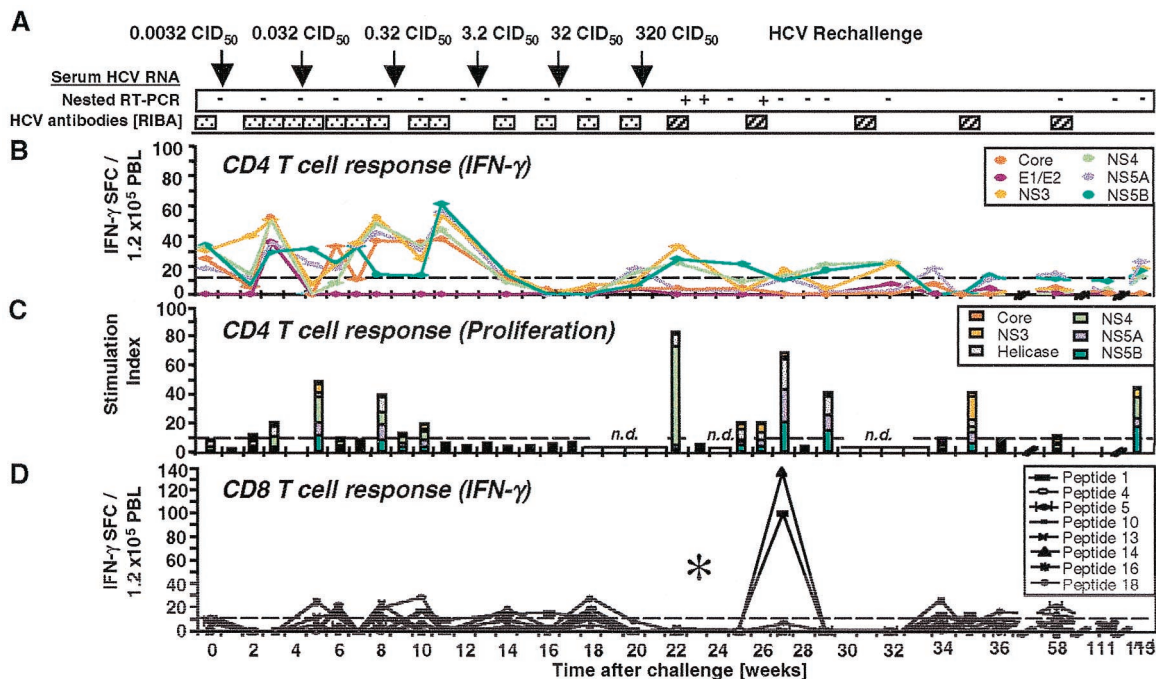 A
0.0032 CID50 0.032 CID50 0.32 CID50 3.2 CID50 32 CID50 320 CID50 HCV Rechallenge
Serum HCV RNA
Nested RT-PCR - - - - - - - - + + - + - - - - - - -
HCV antibodies [RIBA]
B
CD4 T cell response (IFN-γ)
IFN-γ SFC /
1.2 x10⁵ PBL
100
80
60
40
20
0
Core NS4
E1/E2 NS5A
NS3 NS5B
C
CD4 T cell response (Proliferation)
Stimulation
Index
100
80
60
40
20
0
n.d. n.d. n.d.
Core NS4
NS3 NS5A
Helicase NS5B
D
CD8 T cell response (IFN-γ)
IFN-γ SFC /
1.2 x10⁵ PBL
140
120
100
80
60
40
20
0
*
Peptide 1
Peptide 4
Peptide 5
Peptide 10
Peptide 13
Peptide 14
Peptide 16
Peptide 18
0 2 4 6 8 10 12 14 16 18 20 22 24 26 28 30 32 34 36 58 111
Time after challenge [weeks]